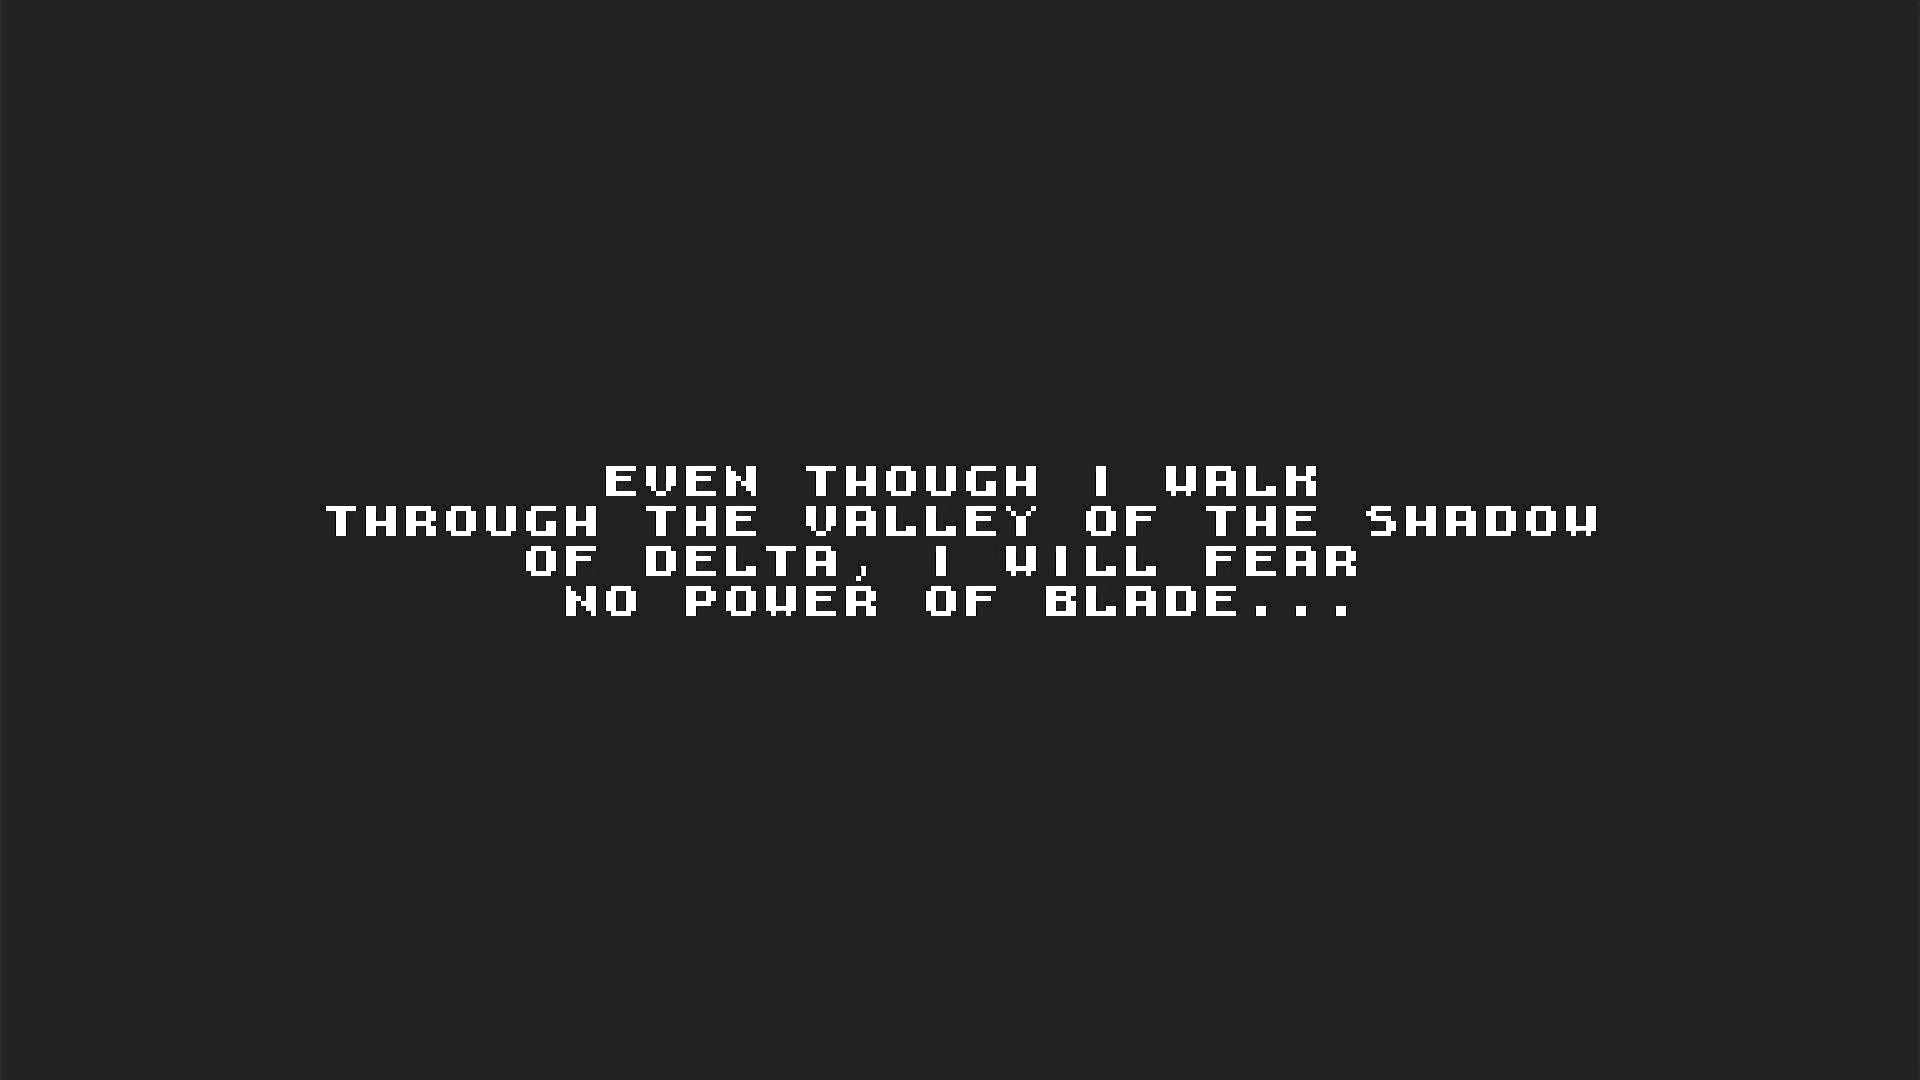 EVEN THOUGH I WALK
THROUGH THE VALLEY OF THE SHADOW
OF DELTA, I WILL FEAR
NO POWER OF BLADE...